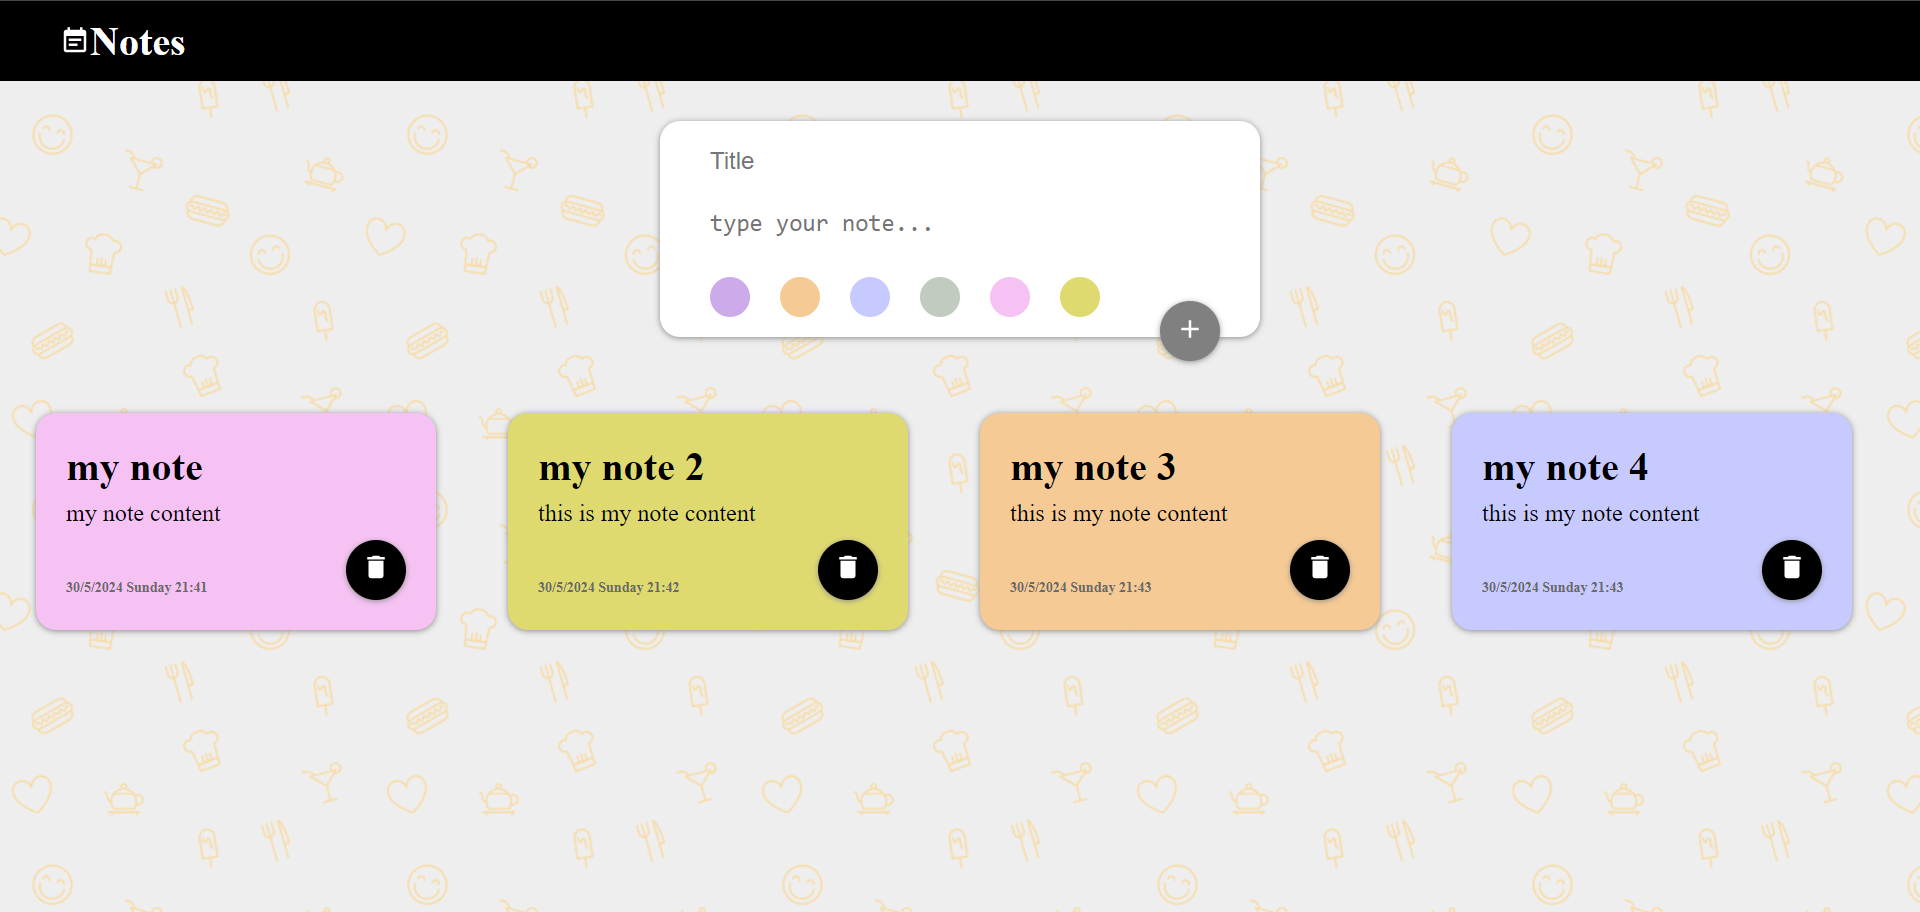 Notes
Title
type your note...
my note
my note content
30/5/2024 Sunday 21:41
my note 2
this is my note content
30/5/2024 Sunday 21:42
my note 3
this is my note content
30/5/2024 Sunday 21:43
my note 4
this is my note content
30/5/2024 Sunday 21:43